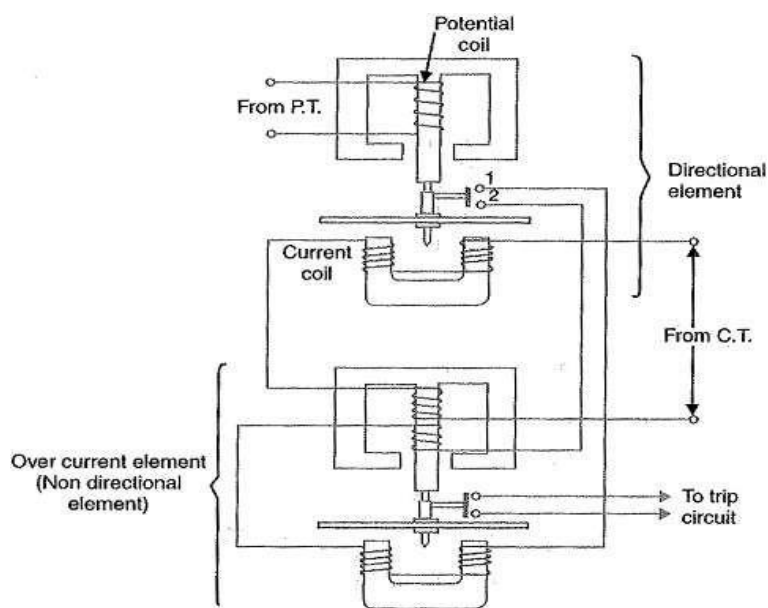 Potential
coil
From P.T.
1
2
Directional
element
Current
coil
From C.T.
Over current element
(Non directional
element)
To trip
circuit